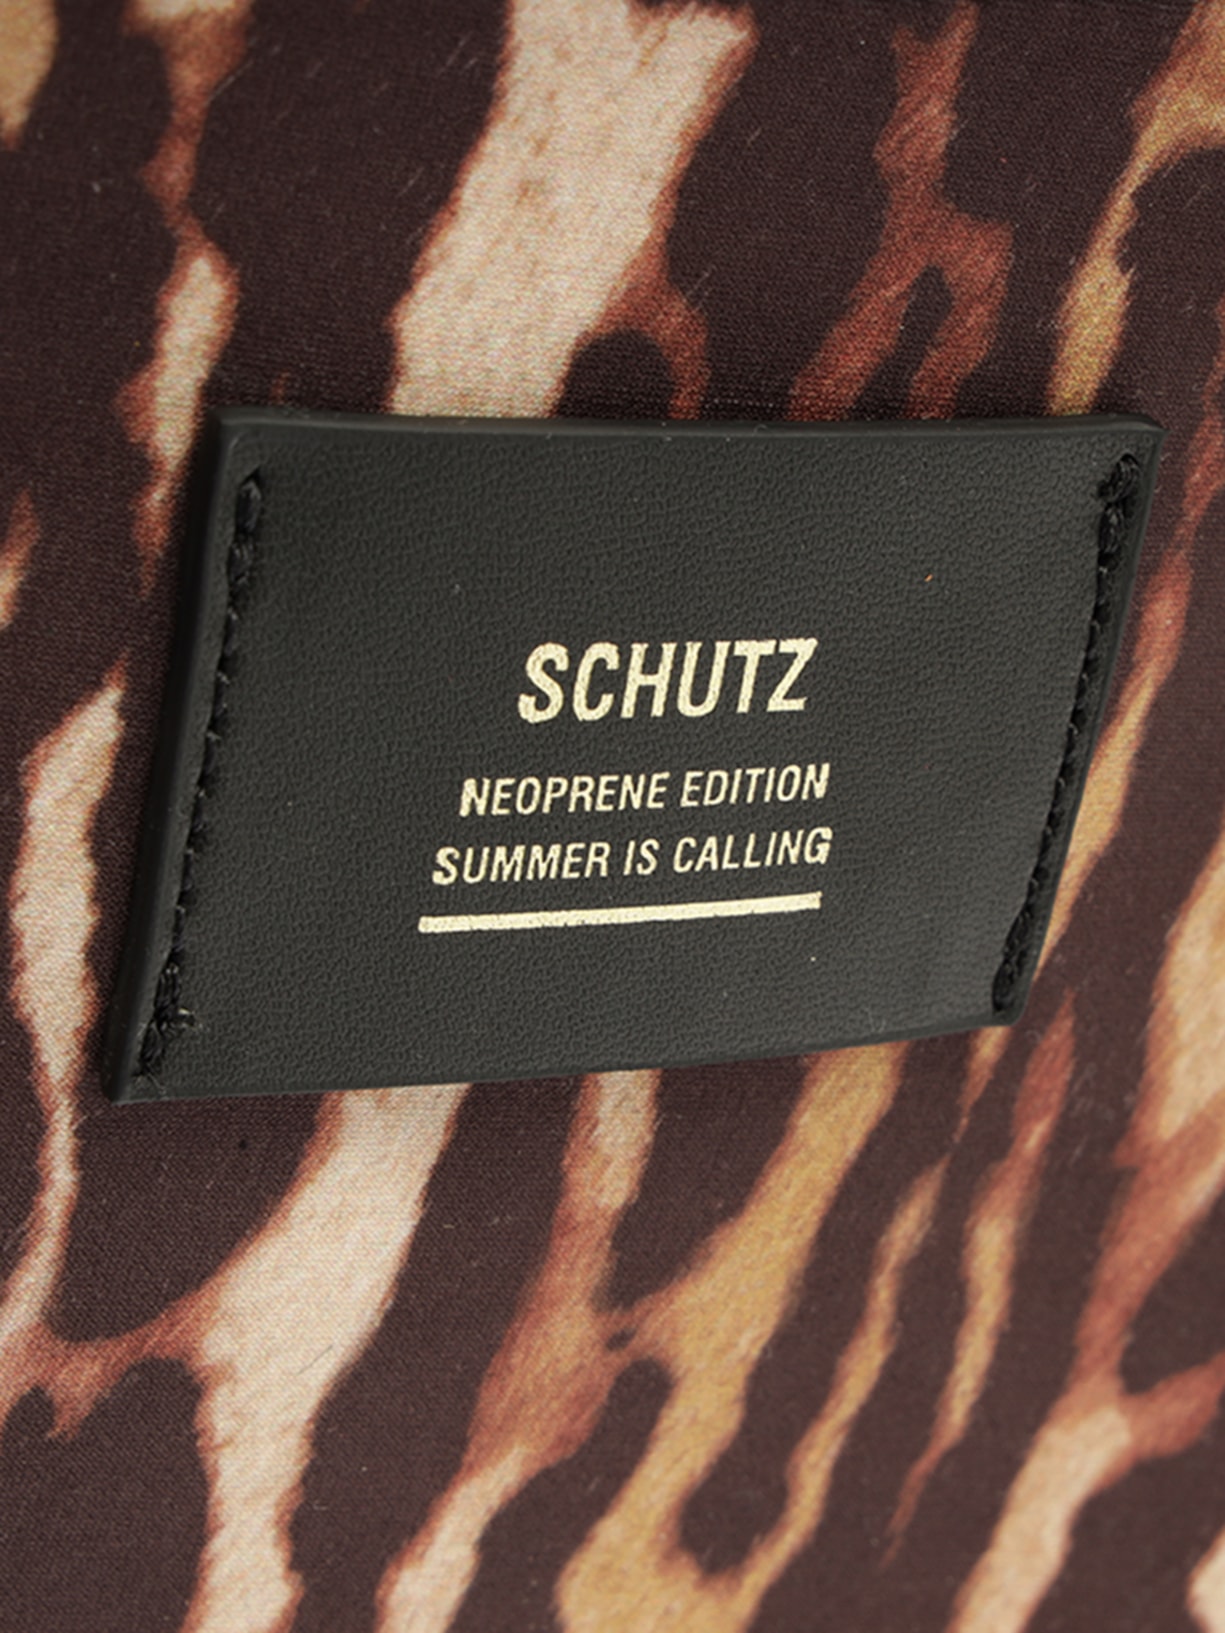 SCHUTZ
NEOPRENE EDITION
SUMMER IS CALLING